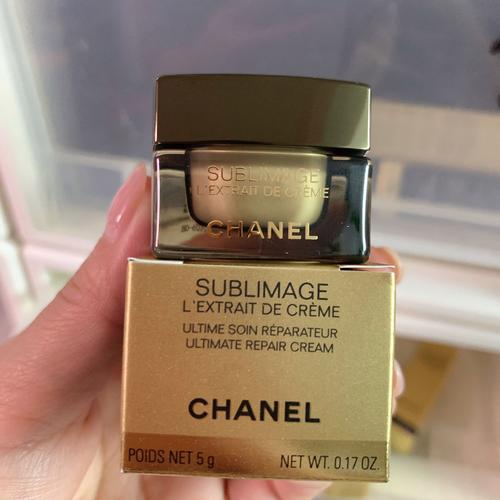 SUBLIMAGE
L'EXTRAIT DE CRÈME
CHANEL
SUBLIMAGE
L'EXTRAIT DE CRÈME
ULTIME SOIN RÉPARATEUR
ULTIMATE REPAIR CREAM
CHANEL
POIDS NET 5 g NET WT. 0.17 OZ.